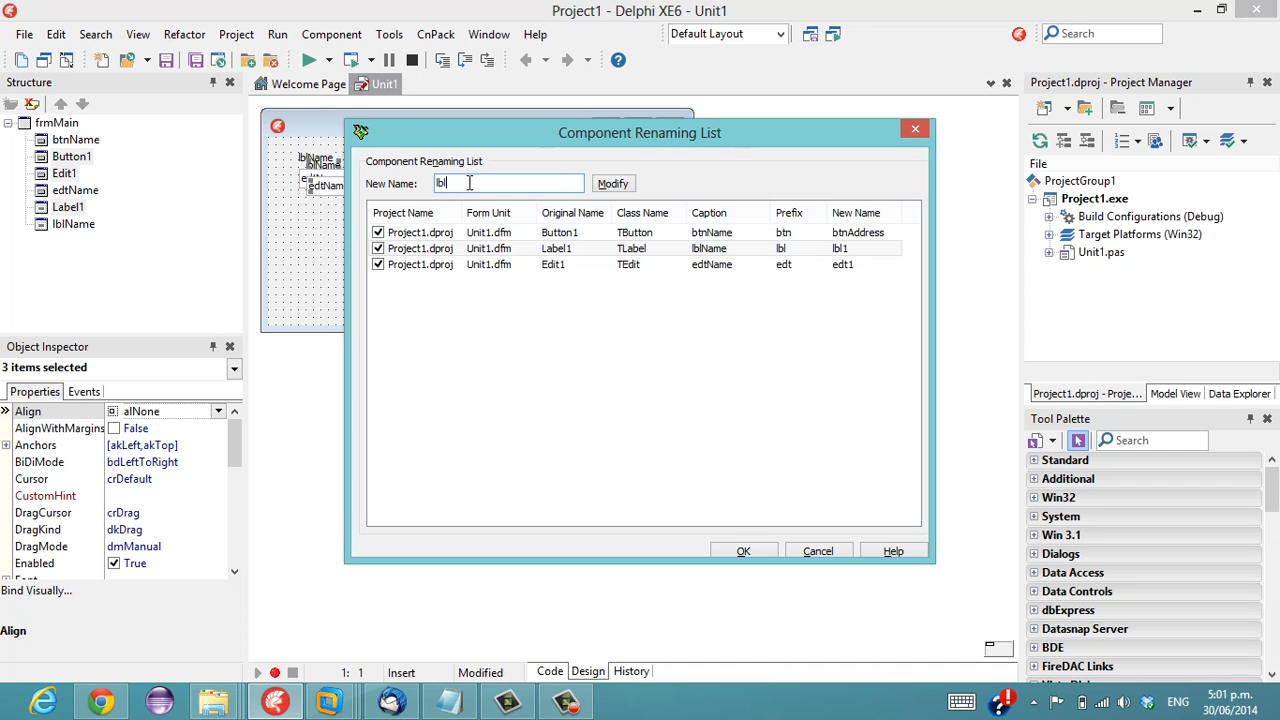 Project1 - Delphi XE6 - Unit1
File Edit Search View Refactor Project Run Component Tools CnPack Window Help
Default Layout
Search
Structure
Welcome Page
Unit1
Project1.dproj - Project Manager
frmMain
btnName
Button1
Edit1
edtName
Label1
lblName
lblName
lblName
edtName
Component Renaming List
Component Renaming List
New Name: lbl Modify
Project Name Form Unit Original Name Class Name Caption Prefix New Name
Project1.dproj Unit1.dfm Button1 TButton btnName btn btnAddress
Project1.dproj Unit1.dfm Label1 TLabel lblName lbl lbl1
Project1.dproj Unit1.dfm Edit1 TEdit edtName edt edt1
OK Cancel Help
File
ProjectGroup1
Project1.exe
Build Configurations (Debug)
Target Platforms (Win32)
Unit1.pas
Object Inspector
3 items selected
Properties Events
Align alNone
AlignWithMargins False
Anchors [akLeft,akTop]
BiDiMode bdLeftToRight
Cursor crDefault
CustomHint
DragCursor crDrag
DragKind dkDrag
DragMode dmManual
Enabled True
Bind Visually...
Align
Project1.dproj - Proje... Model View Data Explorer
Tool Palette
Search
Standard
Additional
Win32
System
Win 3.1
Dialogs
Data Access
Data Controls
dbExpress
Datasnap Server
BDE
FireDAC Links
1: 1 Insert Modified Code Design History
ENG
5:01 p.m.
30/06/2014